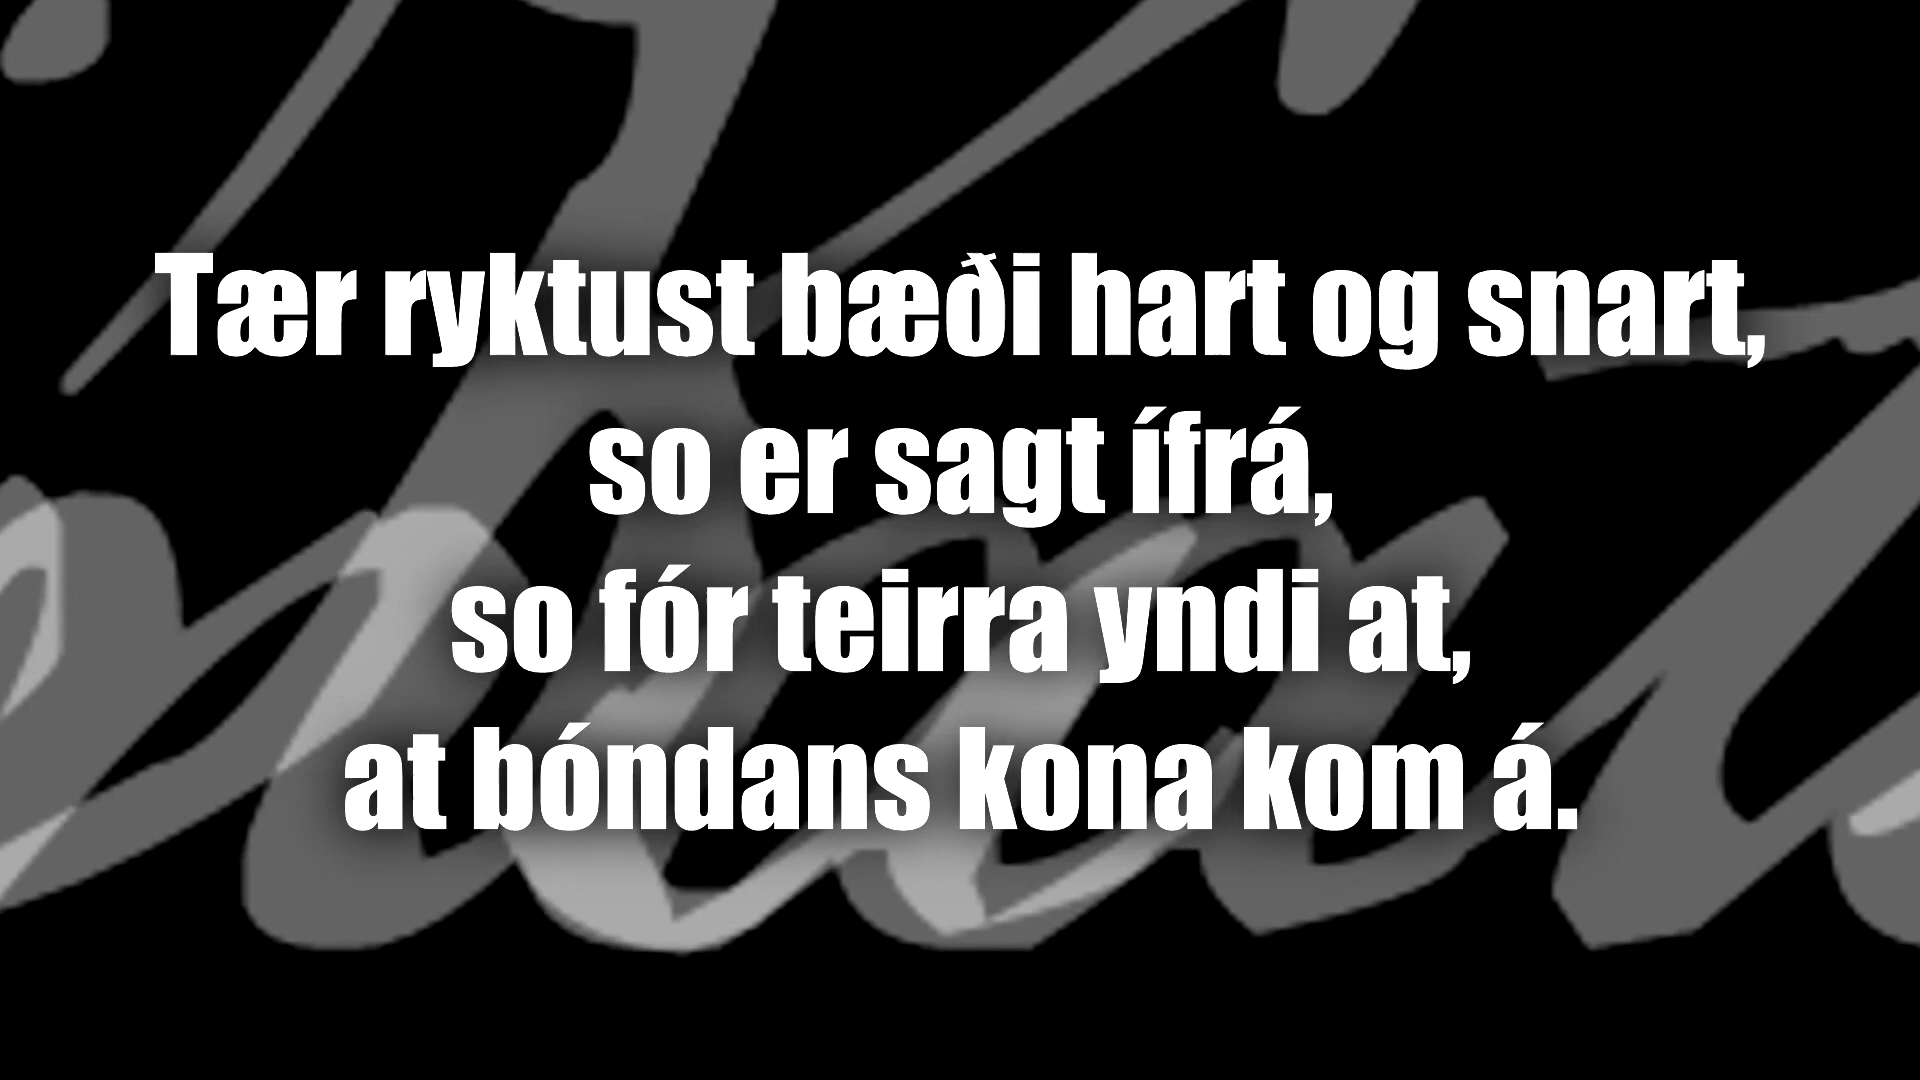 Tær ryktust bæði hart og snart,
so er sagt ífrá,
so fór teirra yndi at,
at bóndans kona kom á.